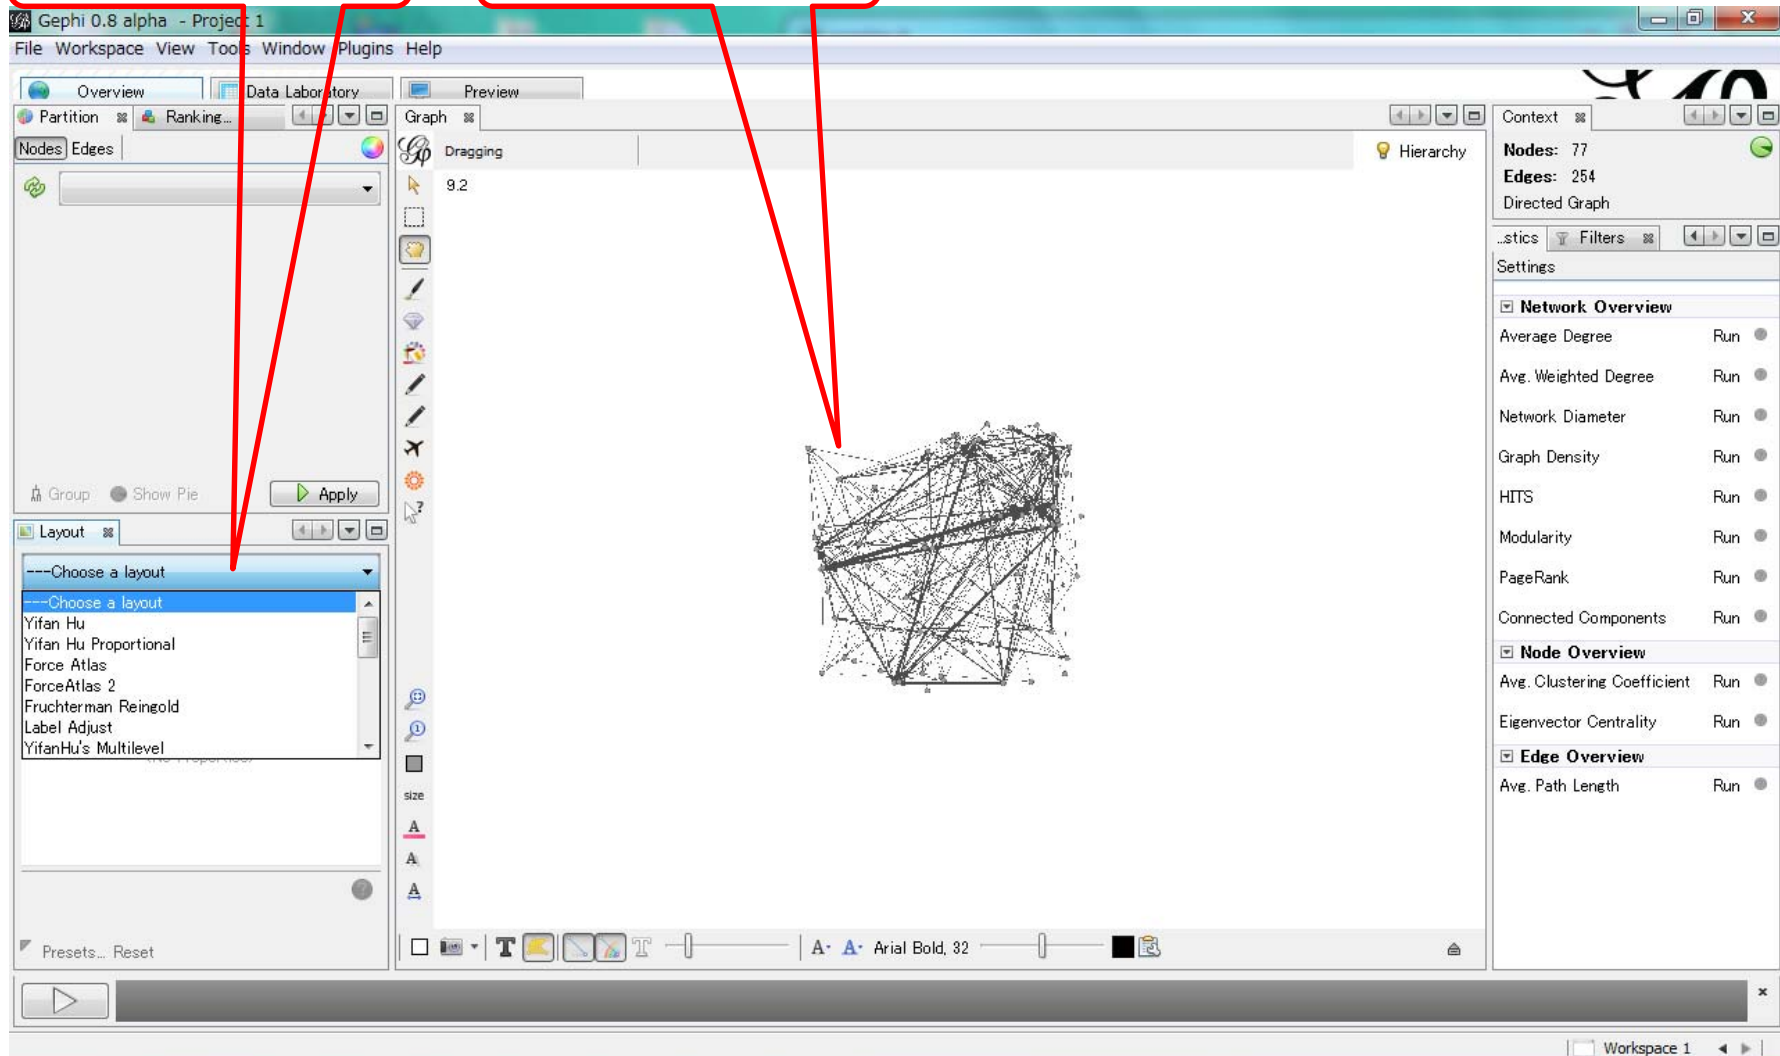 Gephi 0.8 alpha - Project 1
File Workspace View Tools Window Plugins Help
Overview Data Laboratory Preview
Partition Ranking...
Nodes Edges
Group Show Pie Apply
Layout
---Choose a layout
---Choose a layout
Yifan Hu
Yifan Hu Proportional
Force Atlas
ForceAtlas 2
Fruchterman Reingold
Label Adjust
YifanHu's Multilevel
Presets... Reset
Graph
Dragging
Hierarchy
9.2
size
A
A
A
T T A A Arial Bold, 32
Context
Nodes: 77
Edges: 254
Directed Graph
...stics Filters
Settings
Network Overview
Average Degree Run
Avg. Weighted Degree Run
Network Diameter Run
Graph Density Run
HITS Run
Modularity Run
PageRank Run
Connected Components Run
Node Overview
Avg. Clustering Coefficient Run
Eigenvector Centrality Run
Edge Overview
Avg. Path Length Run
Workspace 1